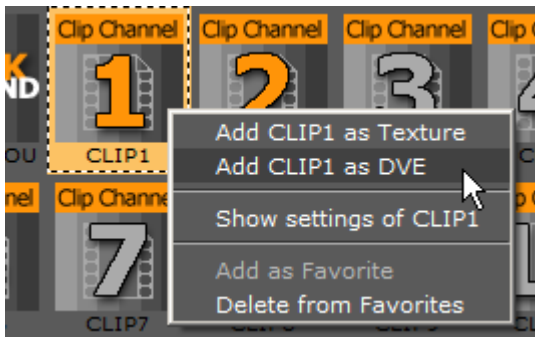 Clip Channel
Clip Channel
Clip Channel
1
2
3
CLIP1
Add CLIP1 as Texture
Add CLIP1 as DVE
Show settings of CLIP1
Add as Favorite
Delete from Favorites
Clip
7
CLIP7